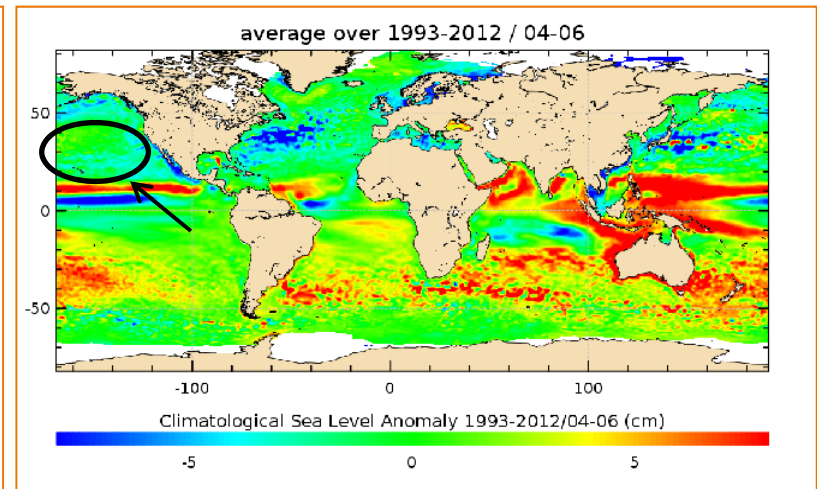 average over 1993-2012 / 04-06
50
0
-50
-100 0 100
Climatological Sea Level Anomaly 1993-2012/04-06 (cm)
-5 0 5